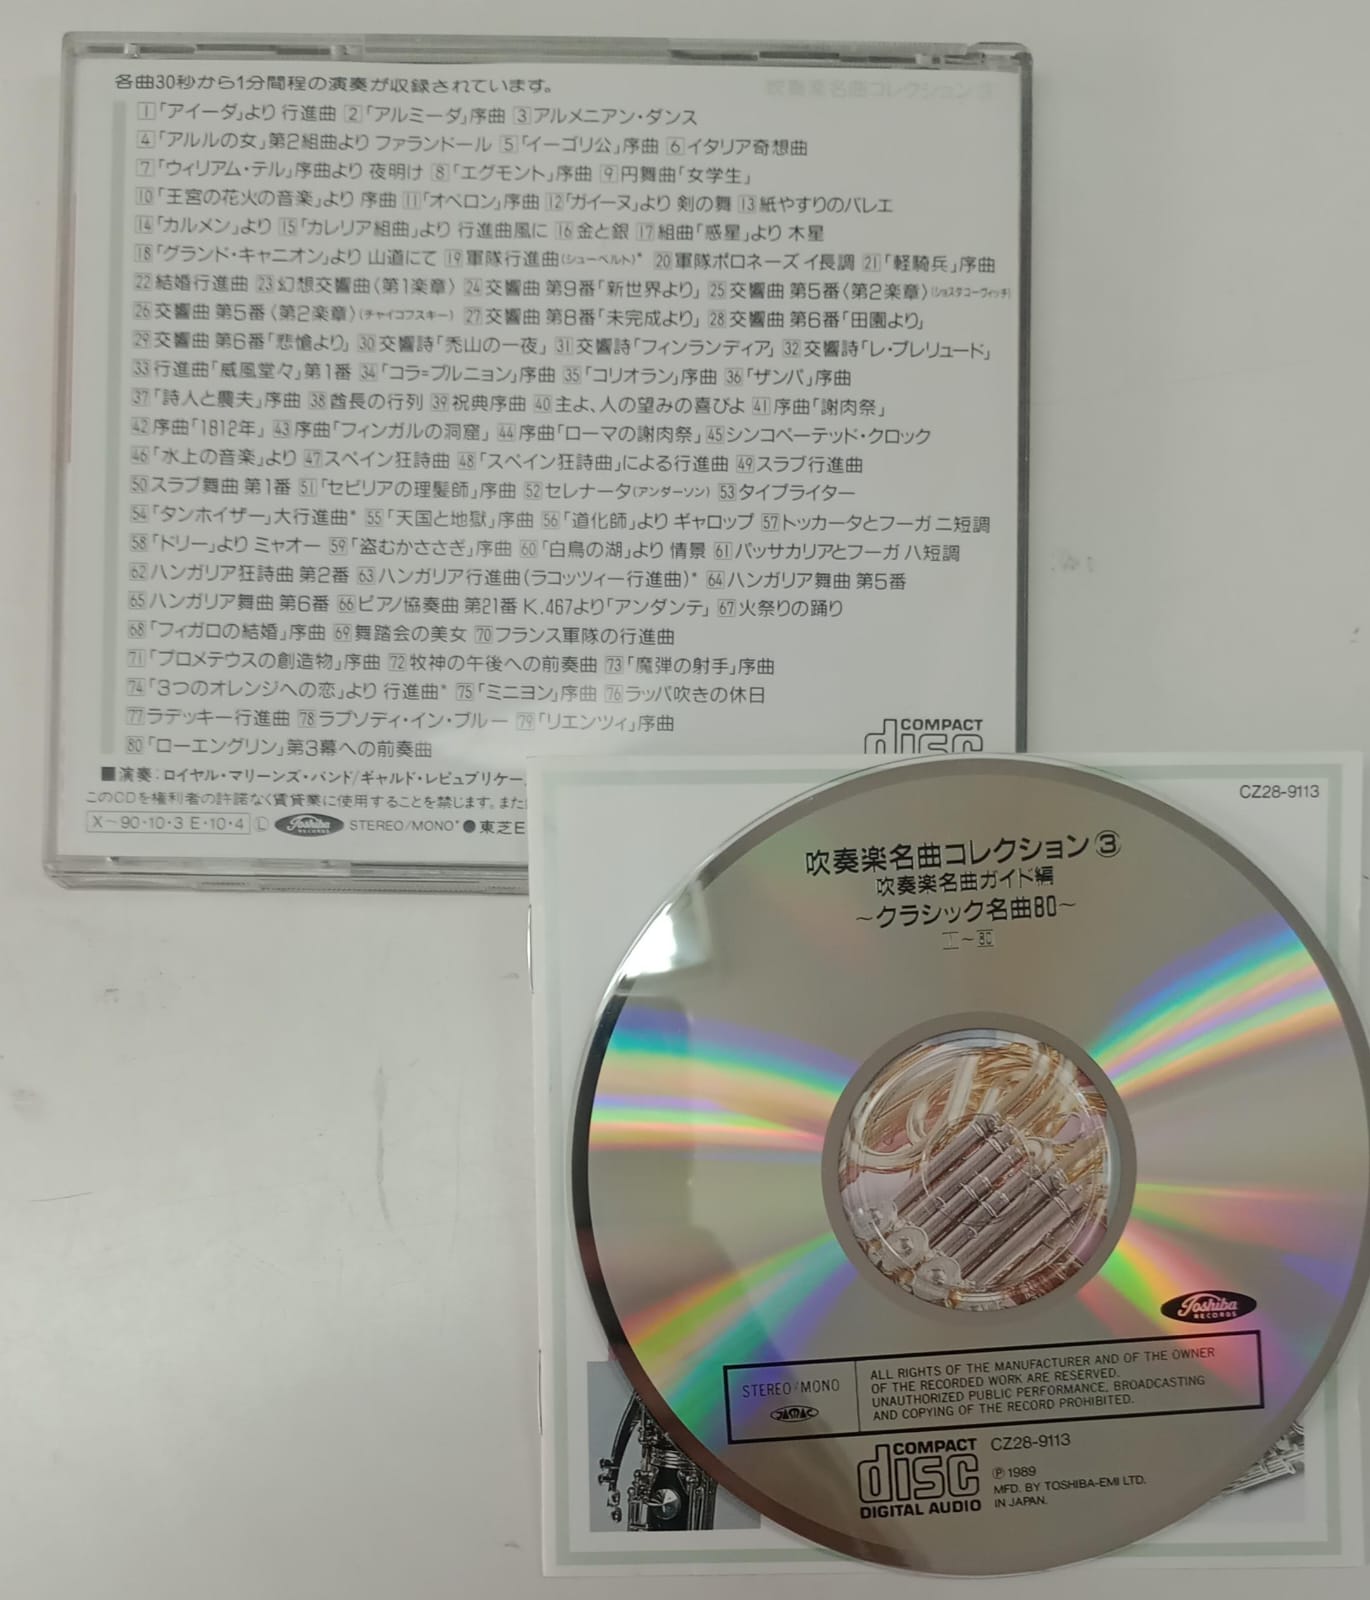 各曲30秒から1分間程の演奏が収録されています。
1「アイーダ」より 行進曲 2「アルミーダ」序曲 3アルメニアン・ダンス
4「アルルの女」第2組曲より ファランドール 5「イーゴリ公」序曲 6イタリア奇想曲
7「ウィリアム・テル」序曲より 夜明け 8「エグモント」序曲 9円舞曲「女学生」
10「王宮の花火の音楽」より 序曲 11「オベロン」序曲 12「ガイーヌ」より 剣の舞 13紙やすりのバレエ
14「カルメン」より 15「カレリア組曲」より 行進曲風に 16金と銀 17組曲「惑星」より 木星
18「グランド・キャニオン」より 山道にて 19軍隊行進曲(シューベルト)* 20軍隊ポロネーズ イ長調 21「軽騎兵」序曲
22結婚行進曲 23幻想交響曲〈第1楽章〉 24交響曲 第9番「新世界より」 25交響曲 第5番〈第2楽章〉(ショスタコーヴィッチ)
26交響曲 第5番〈第2楽章〉(チャイコフスキー) 27交響曲 第8番「未完成より」 28交響曲 第6番「田園より」
29交響曲 第6番「悲愴より」 30交響詩「禿山の一夜」 31交響詩「フィンランディア」 32交響詩「レ・プレリュード」
33行進曲「威風堂々」第1番 34「コラ=ブルニョン」序曲 35「コリオラン」序曲 36「ザンパ」序曲
37「詩人と農夫」序曲 38酋長の行列 39祝典序曲 40主よ、人の望みの喜びよ 41序曲「謝肉祭」
42序曲「1812年」 43序曲「フィンガルの洞窟」 44序曲「ローマの謝肉祭」 45シンコペーテッド・クロック
46「水上の音楽」より 47スペイン狂詩曲 48「スペイン狂詩曲」による行進曲 49スラブ行進曲
50スラブ舞曲 第1番 51「セビリアの理髪師」序曲 52セレナータ(アンダーソン) 53タイプライター
54「タンホイザー」大行進曲* 55「天国と地獄」序曲 56「道化師」より ギャロップ 57トッカータとフーガ ニ短調
58「ドリー」より ミャオー 59「盗むかささぎ」序曲 60「白鳥の湖」より 情景 61パッサカリアとフーガ ハ短調
62ハンガリア狂詩曲 第2番 63ハンガリア行進曲(ラコッツィー行進曲)* 64ハンガリア舞曲 第5番
65ハンガリア舞曲 第6番 66ピアノ協奏曲 第21番 K.467より「アンダンテ」 67火祭りの踊り
68「フィガロの結婚」序曲 69舞踏会の美女 70フランス軍隊の行進曲
71「プロメテウスの創造物」序曲 72牧神の午後への前奏曲 73「魔弾の射手」序曲
74「3つのオレンジへの恋」より 行進曲* 75「ミニヨン」序曲 76ラッパ吹きの休日
77ラデッキー行進曲 78ラプソディ・イン・ブルー 79「リエンツィ」序曲
80「ローエングリン」第3幕への前奏曲
COMPACT
disc
■演奏:ロイヤル・マリーンズ・バンド/ギャルド・レピュブリケー
このCDを権利者の許諾なく賃貸業に使用することを禁じます。また
X〜90・10・3 E・10・4 Ⓛ Toshiba RECORDS STEREO/MONO* ●東芝E
CZ28-9113
吹奏楽名曲コレクション③
吹奏楽名曲ガイド編
〜クラシック名曲80〜
1〜80
Toshiba
RECORDS
STEREO/MONO
JASRAC
ALL RIGHTS OF THE MANUFACTURER AND OF THE OWNER
OF THE RECORDED WORK ARE RESERVED.
UNAUTHORIZED PUBLIC PERFORMANCE, BROADCASTING
AND COPYING OF THE RECORD PROHIBITED.
COMPACT
disc
DIGITAL AUDIO
CZ28-9113
Ⓟ1989
MFD. BY TOSHIBA-EMI LTD.
IN JAPAN.